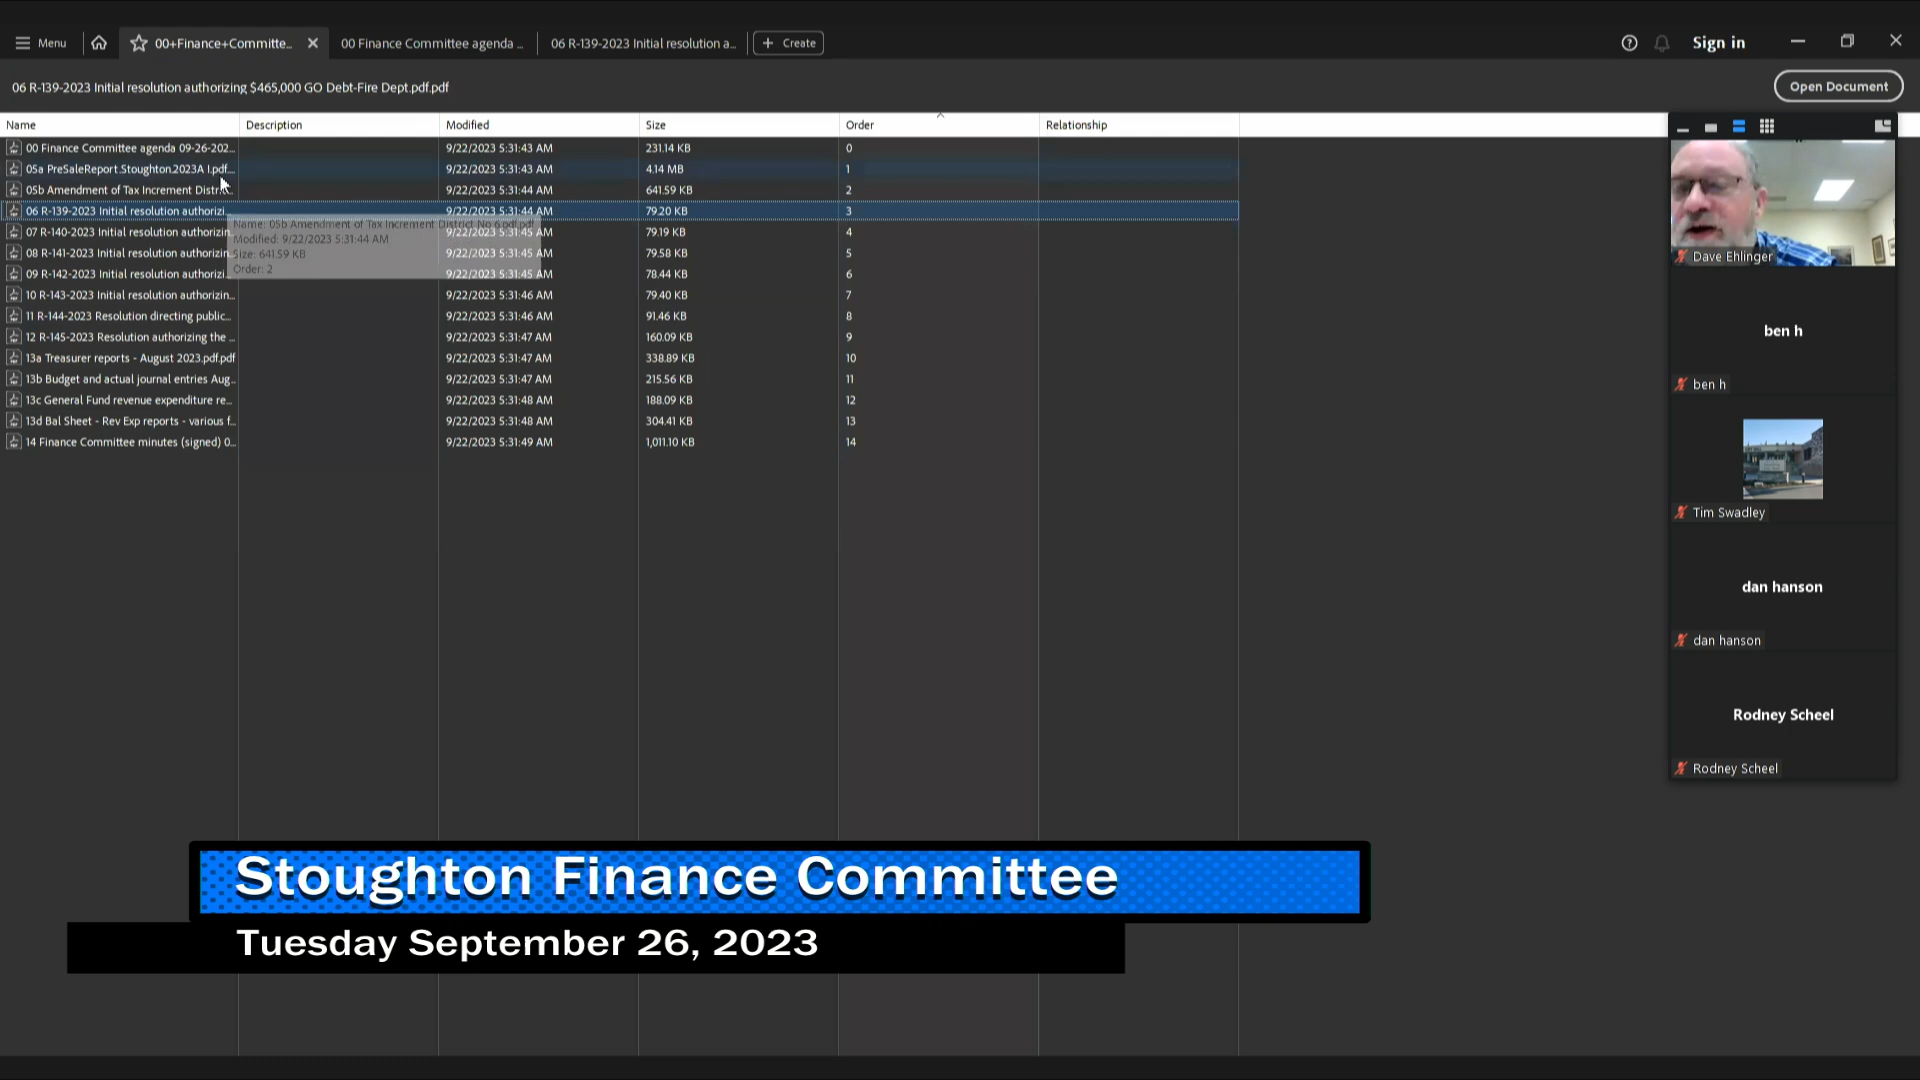 Menu
00+Finance+Committe...
00 Finance Committee agenda ...
06 R-139-2023 Initial resolution a...
Create
Sign in
06 R-139-2023 Initial resolution authorizing $465,000 GO Debt-Fire Dept.pdf.pdf
Open Document
Name Description Modified Size Order Relationship
00 Finance Committee agenda 09-26-202... 9/22/2023 5:31:43 AM 231.14 KB 0
05a PreSaleReport.Stoughton.2023A I.pdf.... 9/22/2023 5:31:43 AM 4.14 MB 1
05b Amendment of Tax Increment Distri... 9/22/2023 5:31:44 AM 641.59 KB 2
06 R-139-2023 Initial resolution authorizi... 9/22/2023 5:31:44 AM 79.20 KB 3
Name: 05b Amendment of Tax Increment District No 6.pdf.pdf
07 R-140-2023 Initial resolution authorizin... 9/22/2023 5:31:45 AM 79.19 KB 4
Modified: 9/22/2023 5:31:44 AM
08 R-141-2023 Initial resolution authorizin... 9/22/2023 5:31:45 AM 79.58 KB 5
Size: 641.59 KB
09 R-142-2023 Initial resolution authorizi... 9/22/2023 5:31:45 AM 78.44 KB 6
Order: 2
10 R-143-2023 Initial resolution authorizin... 9/22/2023 5:31:46 AM 79.40 KB 7
11 R-144-2023 Resolution directing public... 9/22/2023 5:31:46 AM 91.46 KB 8
12 R-145-2023 Resolution authorizing the ... 9/22/2023 5:31:47 AM 160.09 KB 9
13a Treasurer reports - August 2023.pdf.pdf 9/22/2023 5:31:47 AM 338.89 KB 10
13b Budget and actual journal entries Aug... 9/22/2023 5:31:47 AM 215.56 KB 11
13c General Fund revenue expenditure re... 9/22/2023 5:31:48 AM 188.09 KB 12
13d Bal Sheet - Rev Exp reports - various f... 9/22/2023 5:31:48 AM 304.41 KB 13
14 Finance Committee minutes (signed) 0... 9/22/2023 5:31:49 AM 1,011.10 KB 14
Dave Ehlinger
ben h
ben h
Tim Swadley
dan hanson
dan hanson
Rodney Scheel
Rodney Scheel
Stoughton Finance Committee
Tuesday September 26, 2023